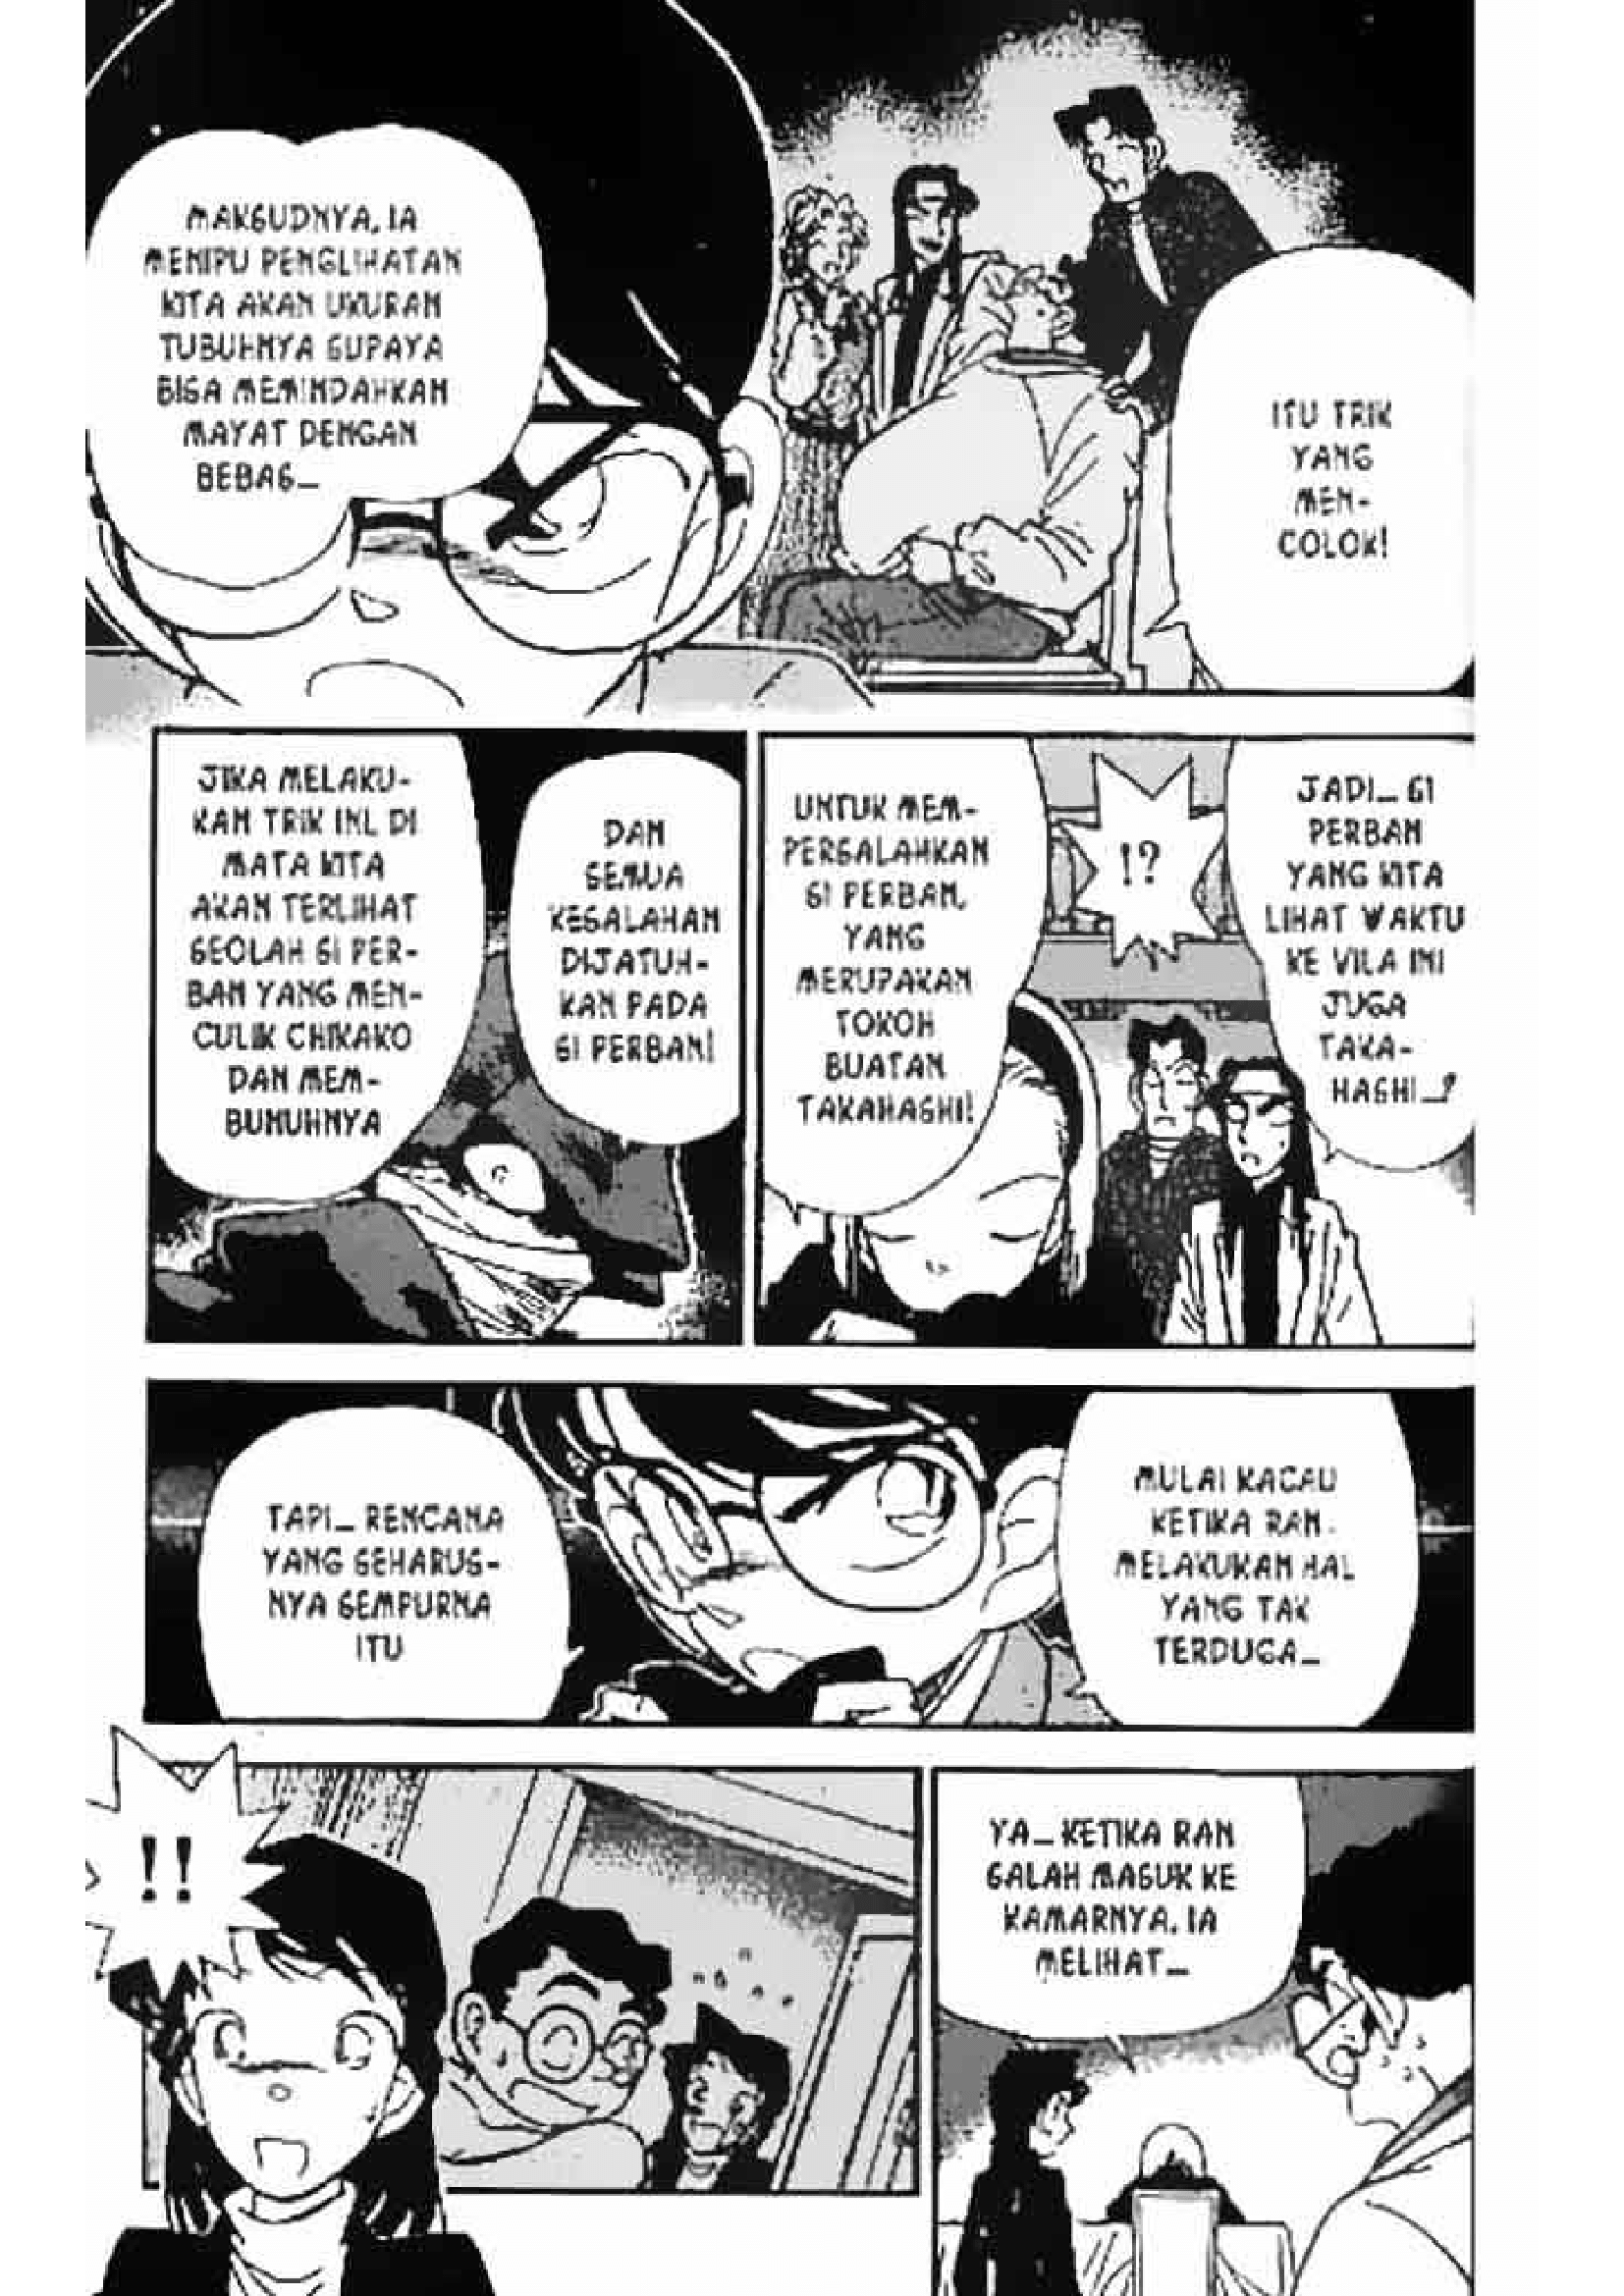 ITU TRIK
YANG
MEN-
COLOK!
MAKSUDNYA, IA
MENIPU PENGLIHATAN
KITA AKAN UKURAN
TUBUHNYA SUPAYA
BISA MEMINDAHKAN
MAYAT DENGAN
BEBAS...
JADI... SI
PERBAN
YANG KITA
LIHAT WAKTU
KE VILA INI
JUGA
TAKA-
HASHI...?
!?
UNTUK MEM-
PERSALAHKAN
SI PERBAN,
YANG
MERUPAKAN
TOKOH
BUATAN
TAKAHASHI!
DAN
SEMUA
KESALAHAN
DIJATUH-
KAN PADA
SI PERBAN!
JIKA MELAKU-
KAN TRIK INI, DI
MATA KITA
AKAN TERLIHAT
SEOLAH SI PER-
BAN YANG MEN-
CULIK CHIKAKO
DAN MEM-
BUNUHNYA
TAPI... RENCANA
YANG SEHARUS-
NYA SEMPURNA
ITU
MULAI KACAU
KETIKA RAN
MELAKUKAN HAL
YANG TAK
TERDUGA...
YA... KETIKA RAN
SALAH MASUK KE
KAMARNYA, IA
MELIHAT...
!!